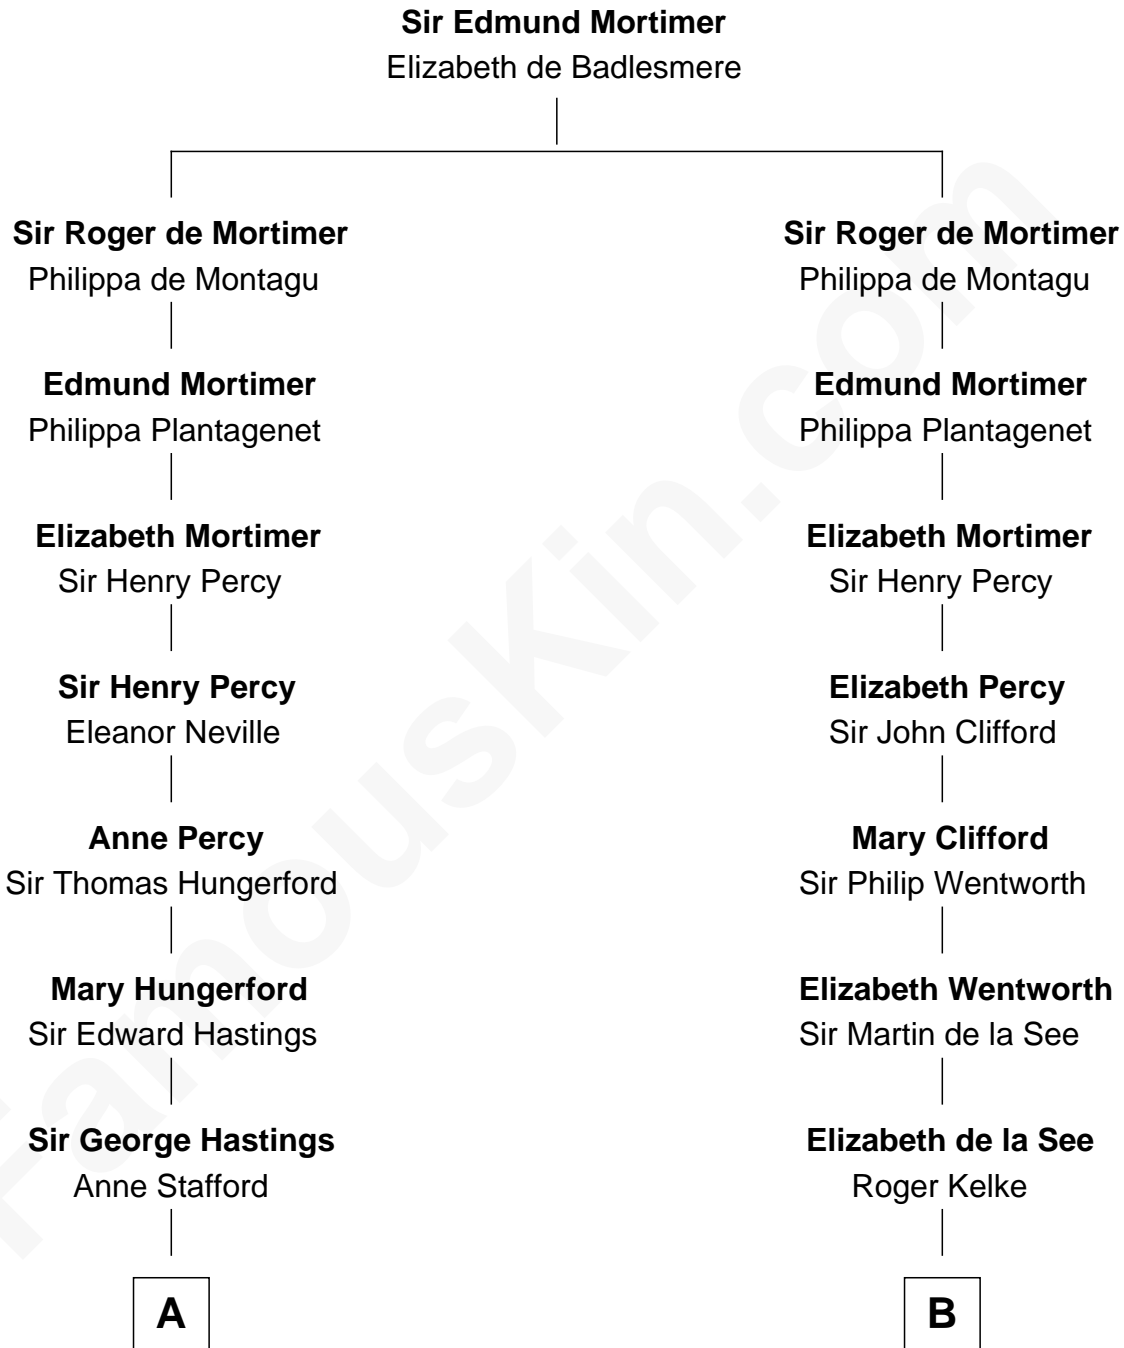 Sir Edmund Mortimer
Elizabeth de Badlesmere
Sir Roger de Mortimer
Philippa de Montagu
Sir Roger de Mortimer
Philippa de Montagu
Edmund Mortimer
Philippa Plantagenet
Edmund Mortimer
Philippa Plantagenet
Elizabeth Mortimer
Sir Henry Percy
Elizabeth Mortimer
Sir Henry Percy
Sir Henry Percy
Eleanor Neville
Elizabeth Percy
Sir John Clifford
Anne Percy
Sir Thomas Hungerford
Mary Clifford
Sir Philip Wentworth
Mary Hungerford
Sir Edward Hastings
Elizabeth Wentworth
Sir Martin de la See
Sir George Hastings
Anne Stafford
Elizabeth de la See
Roger Kelke
A
B
FamousKin.com